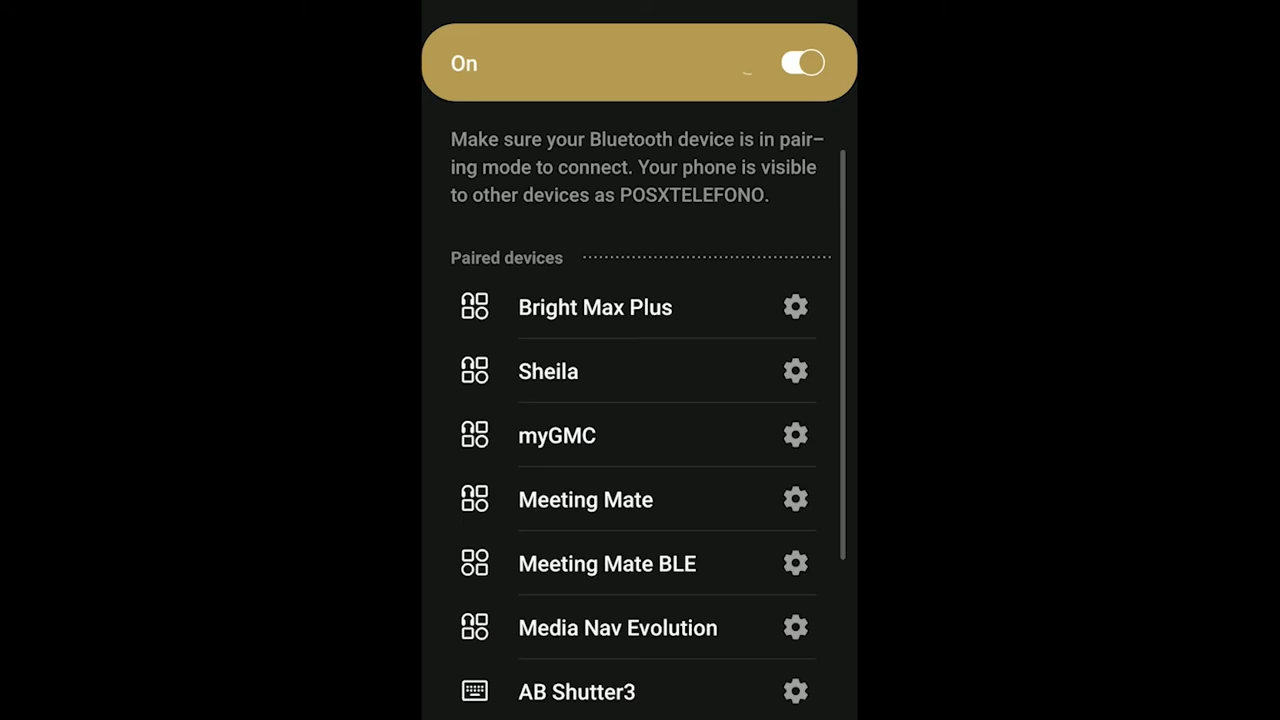 On
Make sure your Bluetooth device is in pair-
ing mode to connect. Your phone is visible
to other devices as POSXTELEFONO.
Paired devices
Bright Max Plus
Sheila
myGMC
Meeting Mate
Meeting Mate BLE
Media Nav Evolution
AB Shutter3